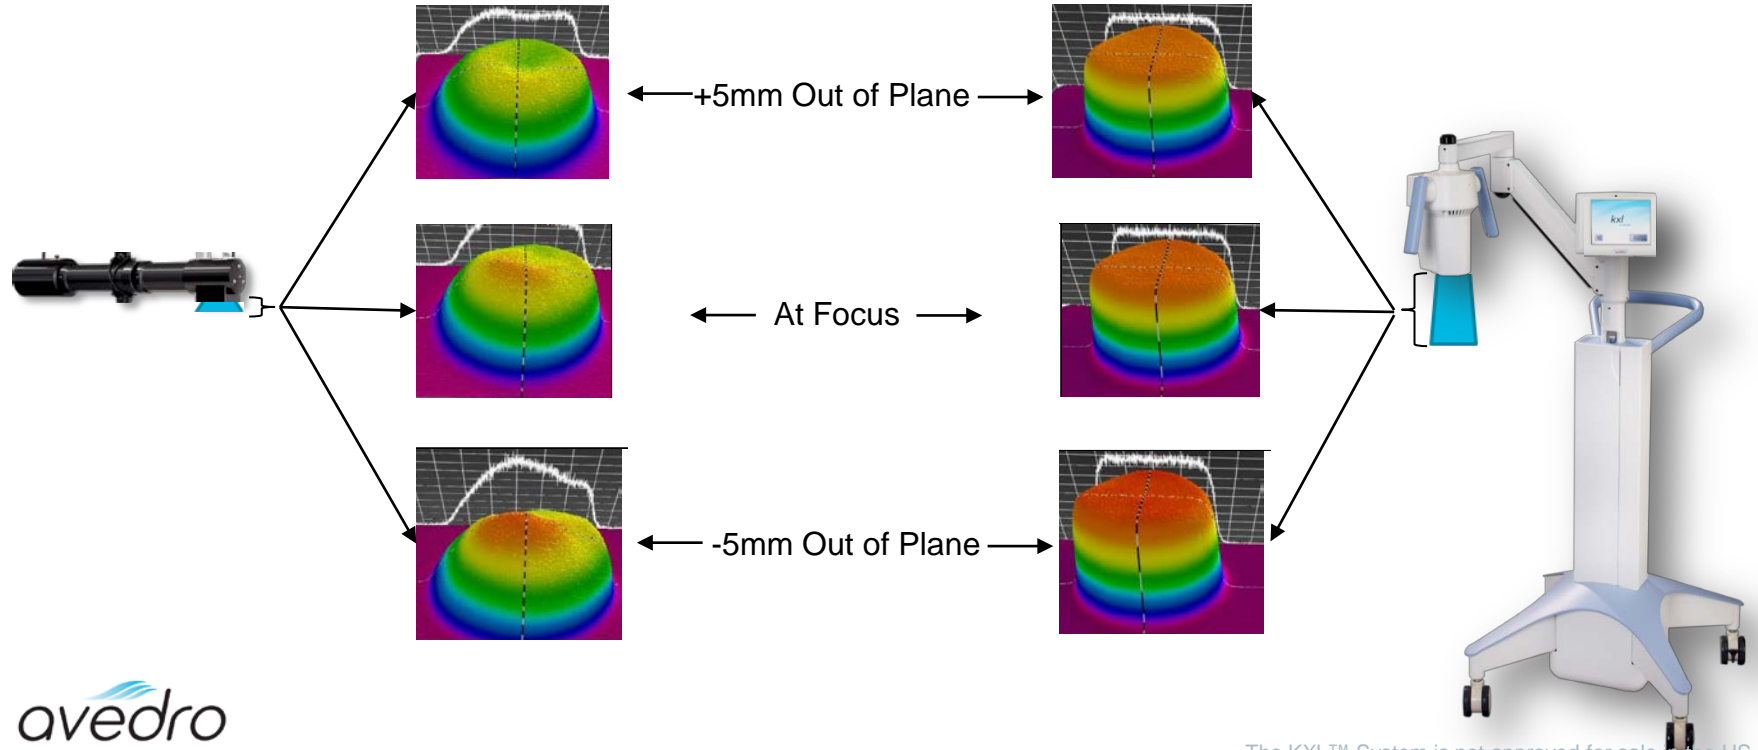 +5mm Out of Plane
At Focus
-5mm Out of Plane
kxl
avedro
The KXL™ System is not approved for sale